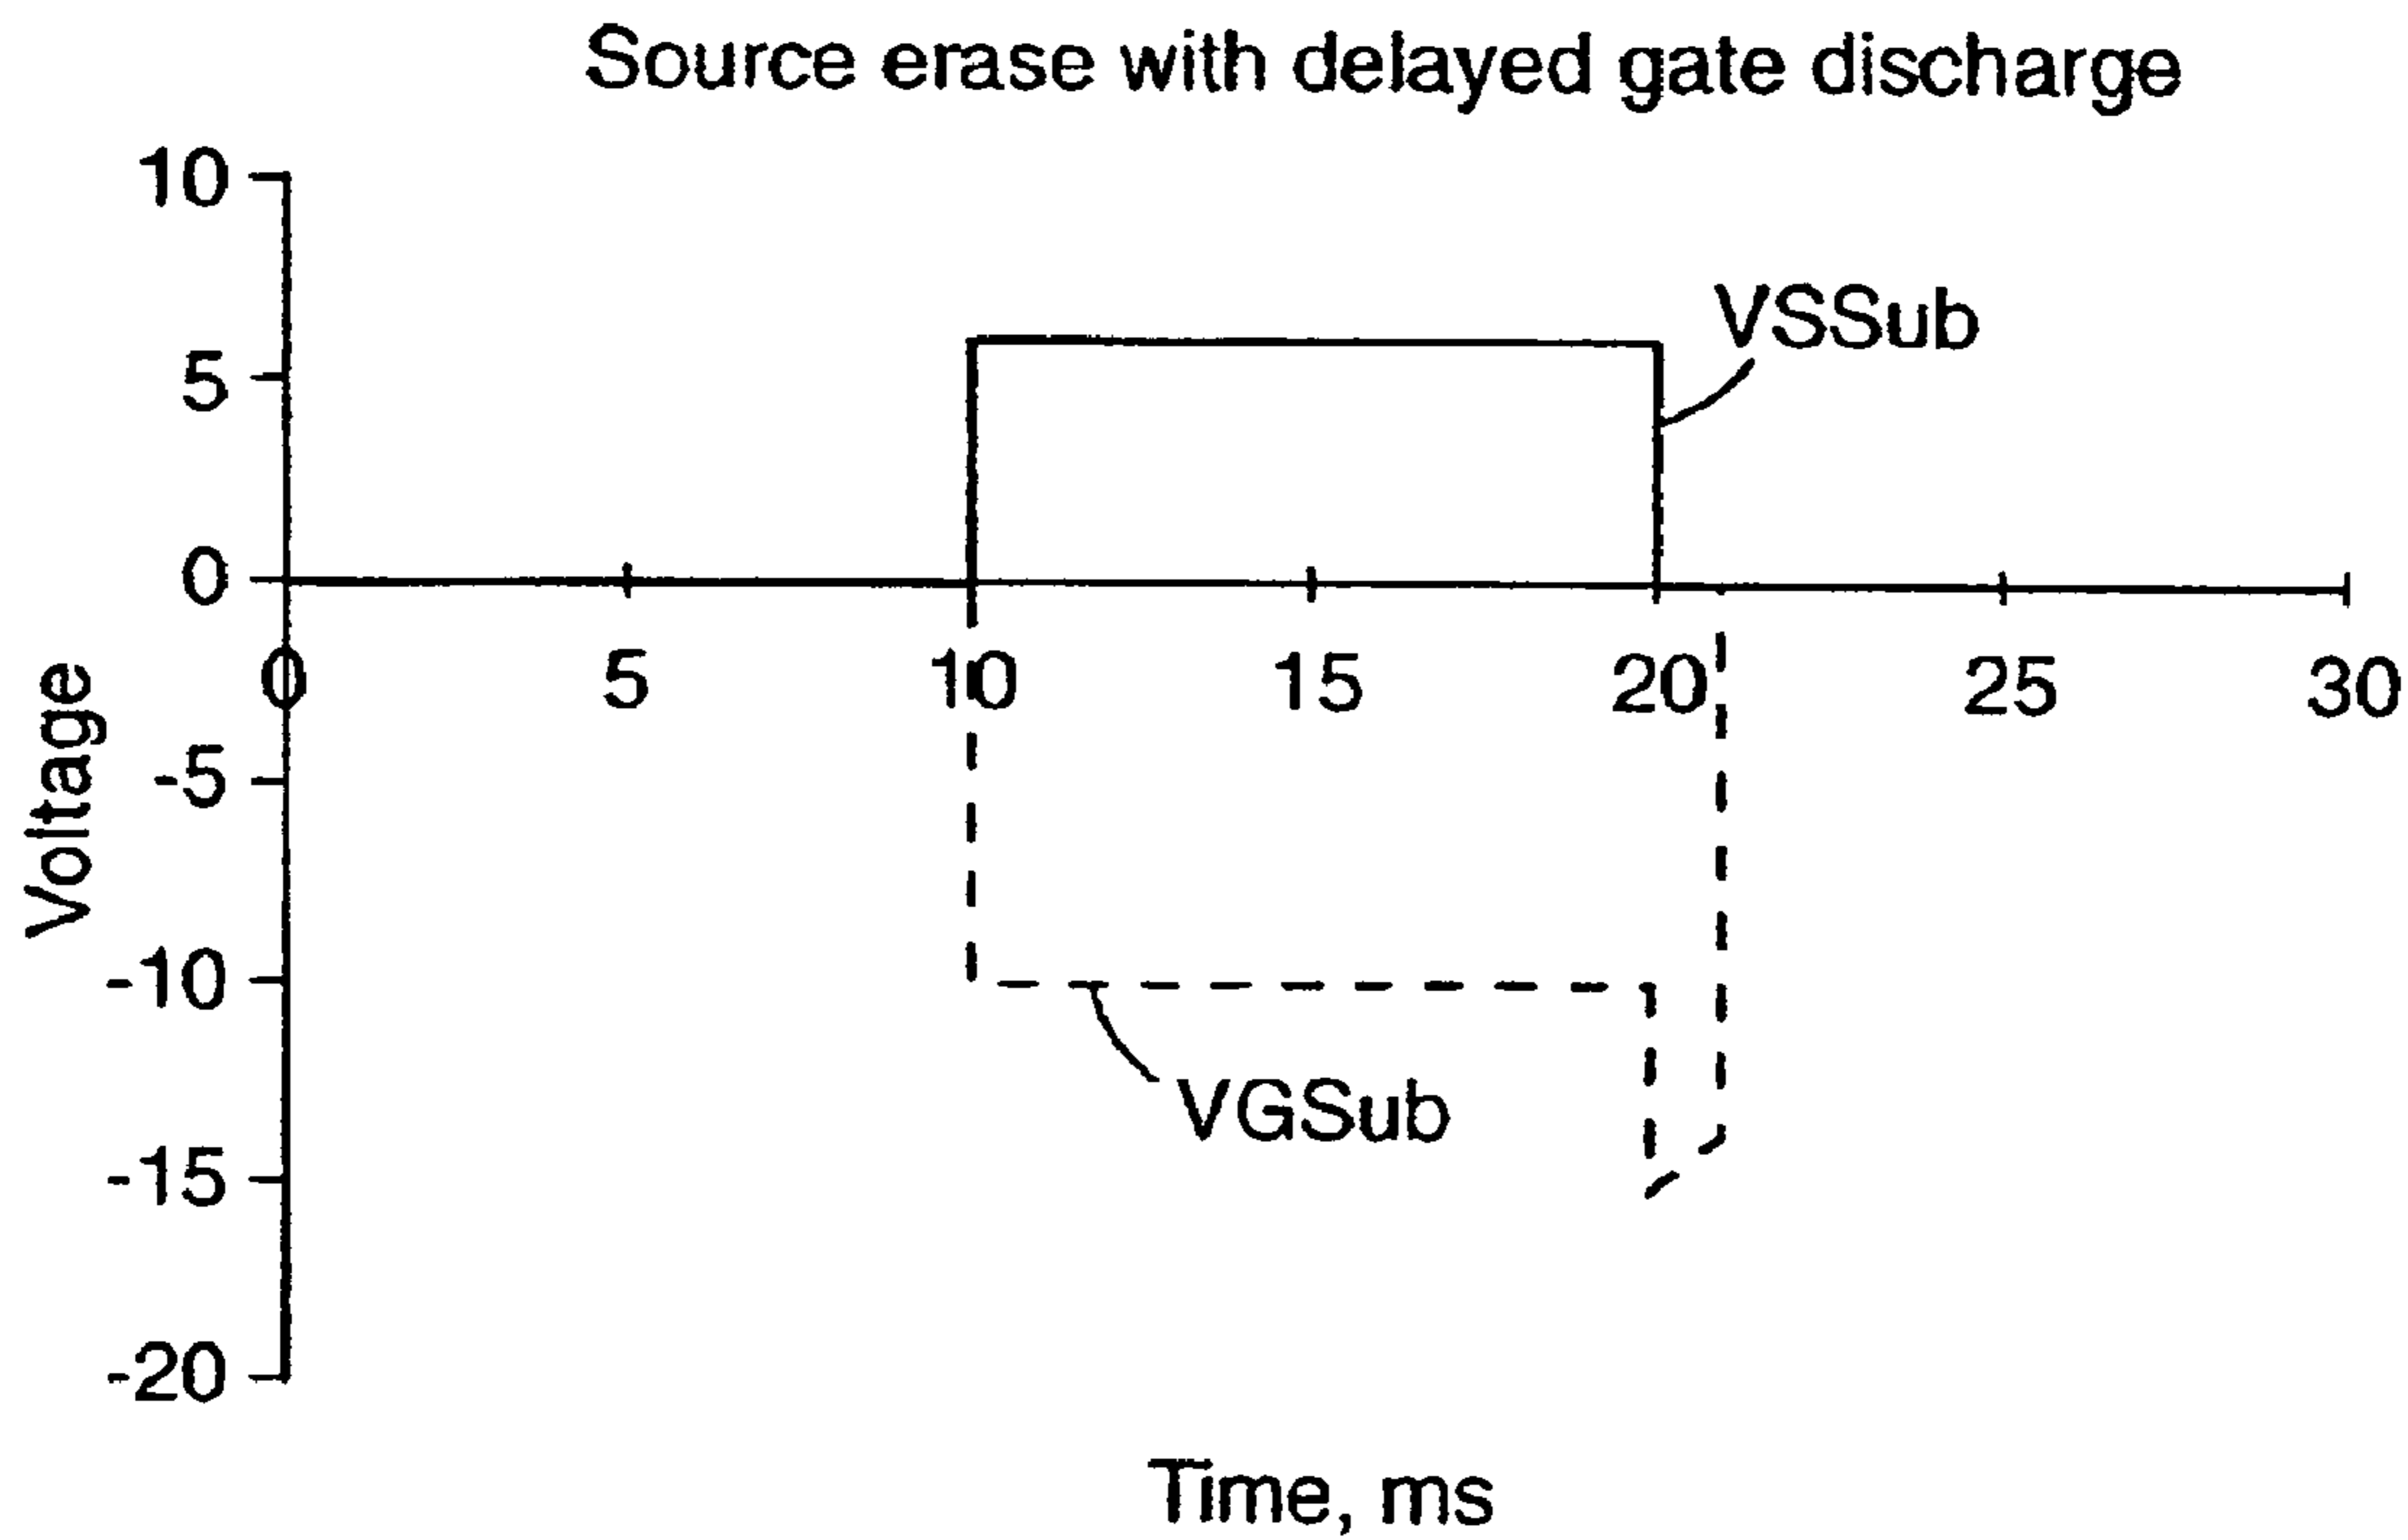 Source erase with delayed gate discharge
10
5
0
-5
-10
-15
-20
Voltage
0 5 10 15 20 25 30
VSSub
VGSub
Time, ms